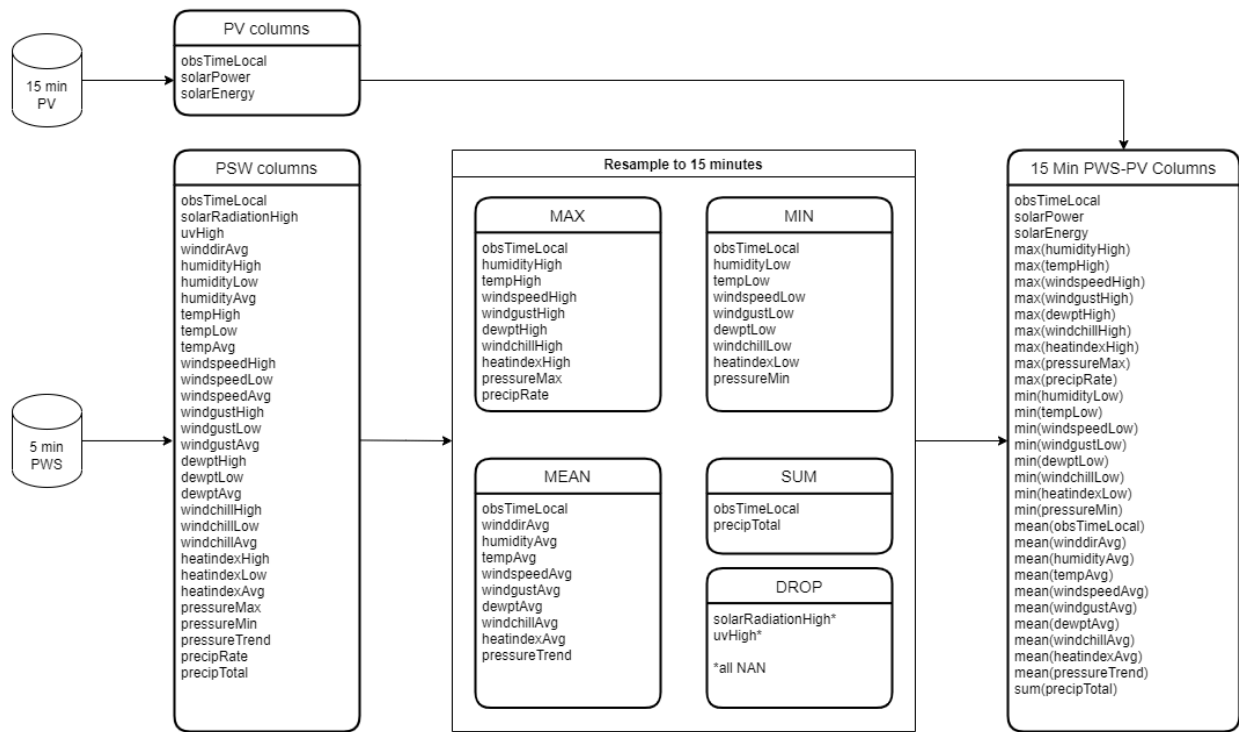 PV columns
obsTimeLocal
solarPower
solarEnergy
15 min
PV
PSW columns
obsTimeLocal
solarRadiationHigh
uvHigh
winddirAvg
humidityHigh
humidityLow
humidityAvg
tempHigh
tempLow
tempAvg
windspeedHigh
windspeedLow
windspeedAvg
windgustHigh
windgustLow
windgustAvg
dewptHigh
dewptLow
dewptAvg
windchillHigh
windchillLow
windchillAvg
heatindexHigh
heatindexLow
heatindexAvg
pressureMax
pressureMin
pressureTrend
precipRate
precipTotal
5 min
PWS
Resample to 15 minutes
MAX
obsTimeLocal
humidityHigh
tempHigh
windspeedHigh
windgustHigh
dewptHigh
windchillHigh
heatindexHigh
pressureMax
precipRate
MIN
obsTimeLocal
humidityLow
tempLow
windspeedLow
windgustLow
dewptLow
windchillLow
heatindexLow
pressureMin
MEAN
obsTimeLocal
winddirAvg
humidityAvg
tempAvg
windspeedAvg
windgustAvg
dewptAvg
windchillAvg
heatindexAvg
pressureTrend
SUM
obsTimeLocal
precipTotal
DROP
solarRadiationHigh*
uvHigh*
*all NAN
15 Min PWS-PV Columns
obsTimeLocal
solarPower
solarEnergy
max(humidityHigh)
max(tempHigh)
max(windspeedHigh)
max(windgustHigh)
max(dewptHigh)
max(windchillHigh)
max(heatindexHigh)
max(pressureMax)
max(precipRate)
min(humidityLow)
min(tempLow)
min(windspeedLow)
min(windgustLow)
min(dewptLow)
min(windchillLow)
min(heatindexLow)
min(pressureMin)
mean(obsTimeLocal)
mean(winddirAvg)
mean(humidityAvg)
mean(tempAvg)
mean(windspeedAvg)
mean(windgustAvg)
mean(dewptAvg)
mean(windchillAvg)
mean(heatindexAvg)
mean(pressureTrend)
sum(precipTotal)